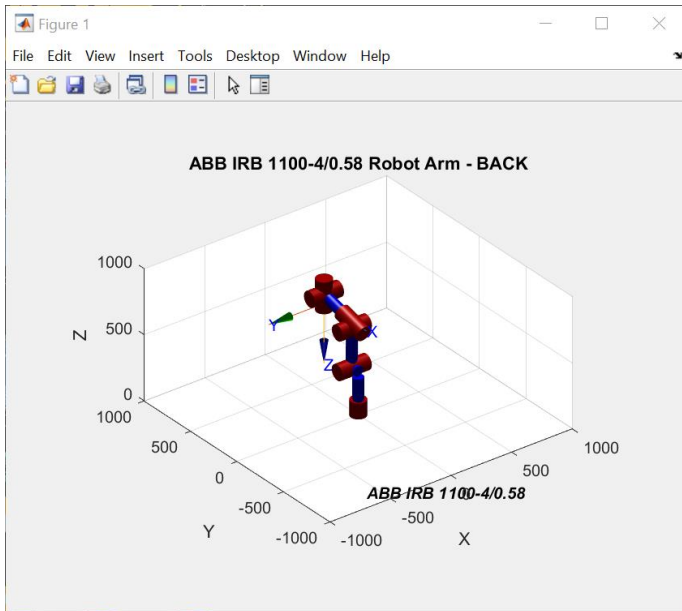 Figure 1
File Edit View Insert Tools Desktop Window Help
ABB IRB 1100-4/0.58 Robot Arm - BACK
1000
500
0
Z
Y
X
Z
1000
500
0
-500
-1000
Y
1000
500
0
-500
-1000
X
ABB IRB 1100-4/0.58